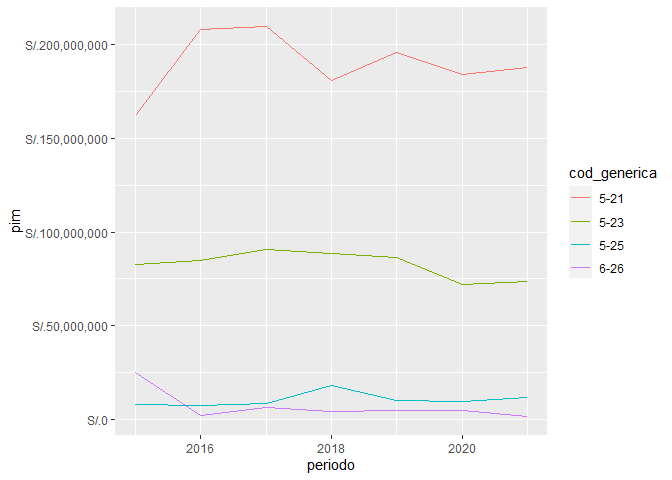 S/.200,000,000
S/.150,000,000
S/.100,000,000
S/.50,000,000
S/.0
pim
2016
2018
2020
periodo
cod_generica
5-21
5-23
5-25
6-26